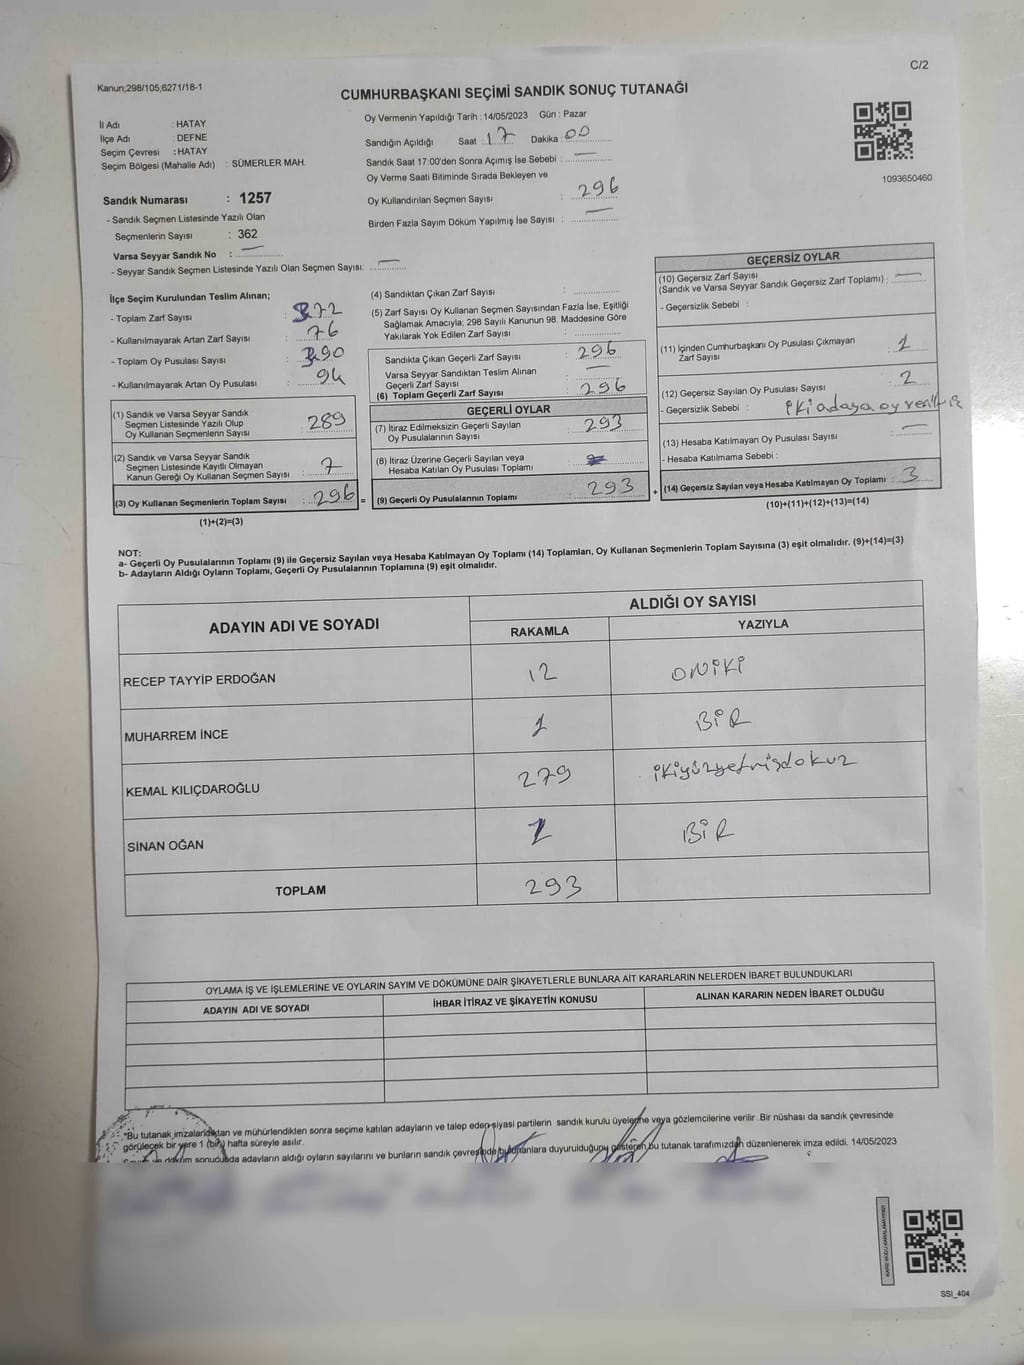 C/2
Kanun;298/105;6271/18-1
CUMHURBAŞKANI SEÇİMİ SANDIK SONUÇ TUTANAĞI
İl Adı : HATAY
İlçe Adı : DEFNE
Seçim Çevresi : HATAY
Seçim Bölgesi (Mahalle Adı) : SÜMERLER MAH.
Oy Vermenin Yapıldığı Tarih : 14/05/2023 Gün : Pazar
Sandığın Açıldığı Saat : 17 Dakika : 00
Sandık Saat 17:00'den Sonra Açımış İse Sebebi : —
Oy Verme Saati Bitiminde Sırada Bekleyen ve
Oy Kullandırılan Seçmen Sayısı : 296
Birden Fazla Sayım Döküm Yapılmış İse Sayısı : —
1093650460
Sandık Numarası : 1257
- Sandık Seçmen Listesinde Yazılı Olan
Seçmenlerin Sayısı : 362
Varsa Seyyar Sandık No : —
- Seyyar Sandık Seçmen Listesinde Yazılı Olan Seçmen Sayısı: —
İlçe Seçim Kurulundan Teslim Alınan;
- Toplam Zarf Sayısı : 372
- Kullanılmayarak Artan Zarf Sayısı : 76
- Toplam Oy Pusulası Sayısı : 390
- Kullanılmayarak Artan Oy Pusulası : 94
(1) Sandık ve Varsa Seyyar Sandık
Seçmen Listesinde Yazılı Olup
Oy Kullanan Seçmenlerin Sayısı : 289
(2) Sandık ve Varsa Seyyar Sandık
Seçmen Listesinde Kayıtlı Olmayan
Kanun Gereği Oy Kullanan Seçmen Sayısı : 7
(3) Oy Kullanan Seçmenlerin Toplam Sayısı : 296 =
(1)+(2)=(3)
(4) Sandıktan Çıkan Zarf Sayısı :
(5) Zarf Sayısı Oy Kullanan Seçmen Sayısından Fazla İse, Eşitliği
Sağlamak Amacıyla; 298 Sayılı Kanunun 98. Maddesine Göre
Yakılarak Yok Edilen Zarf Sayısı :
Sandıkta Çıkan Geçerli Zarf Sayısı : 296
Varsa Seyyar Sandıktan Teslim Alınan
Geçerli Zarf Sayısı : —
(6) Toplam Geçerli Zarf Sayısı : 296
GEÇERLİ OYLAR
(7) İtiraz Edilmeksizin Geçerli Sayılan
Oy Pusulalarının Sayısı : 293
(8) İtiraz Üzerine Geçerli Sayılan veya
Hesaba Katılan Oy Pusulası Toplamı :
(9) Geçerli Oy Pusulalarının Toplamı : 293 +
GEÇERSİZ OYLAR
(10) Geçersiz Zarf Sayısı
(Sandık ve Varsa Seyyar Sandık Geçersiz Zarf Toplamı) : —
- Geçersizlik Sebebi :
(11) İçinden Cumhurbaşkanı Oy Pusulası Çıkmayan
Zarf Sayısı : 1
(12) Geçersiz Sayılan Oy Pusulası Sayısı : 2
- Geçersizlik Sebebi : iki adaya oy
(13) Hesaba Katılmayan Oy Pusulası Sayısı : —
- Hesaba Katılmama Sebebi :
(14) Geçersiz Sayılan veya Hesaba Katılmayan Oy Toplamı : 3
(10)+(11)+(12)+(13)=(14)
NOT:
a- Geçerli Oy Pusulalarının Toplamı (9) ile Geçersiz Sayılan veya Hesaba Katılmayan Oy Toplamı (14) Toplamları, Oy Kullanan Seçmenlerin Toplam Sayısına (3) eşit olmalıdır. (9)+(14)=(3)
b- Adayların Aldığı Oyların Toplamı, Geçerli Oy Pusulalarının Toplamına (9) eşit olmalıdır.
ADAYIN ADI VE SOYADI
ALDIĞI OY SAYISI
RAKAMLA YAZIYLA
RECEP TAYYİP ERDOĞAN 12 ONİKİ
MUHARREM İNCE 1 BİR
KEMAL KILIÇDAROĞLU 279 ikiyüzyetmişdokuz
SİNAN OĞAN 1 BİR
TOPLAM 293
OYLAMA İŞ VE İŞLEMLERİNE VE OYLARIN SAYIM VE DÖKÜMÜNE DAİR ŞİKAYETLERLE BUNLARA AİT KARARLARIN NELERDEN İBARET BULUNDUKLARI
ADAYIN ADI VE SOYADI İHBAR İTİRAZ VE ŞİKAYETİN KONUSU ALINAN KARARIN NEDEN İBARET OLDUĞU
*Bu tutanak imzalandıktan ve mühürlendikten sonra seçime katılan adayların ve talep eden siyasi partilerin sandık kurulu üyelerine veya gözlemcilerine verilir .Bir nüshası da sandık çevresinde
görülecek bir yere 1 (bir) hafta süreyle asılır.
Sayım ve döküm sonucunda adayların aldığı oyların sayılarını ve bunların sandık çevresinde bulunanlara duyurulduğunu gösteren bu tutanak tarafımızdan düzenlenerek imza edildi. 14/05/2023
SSI_404